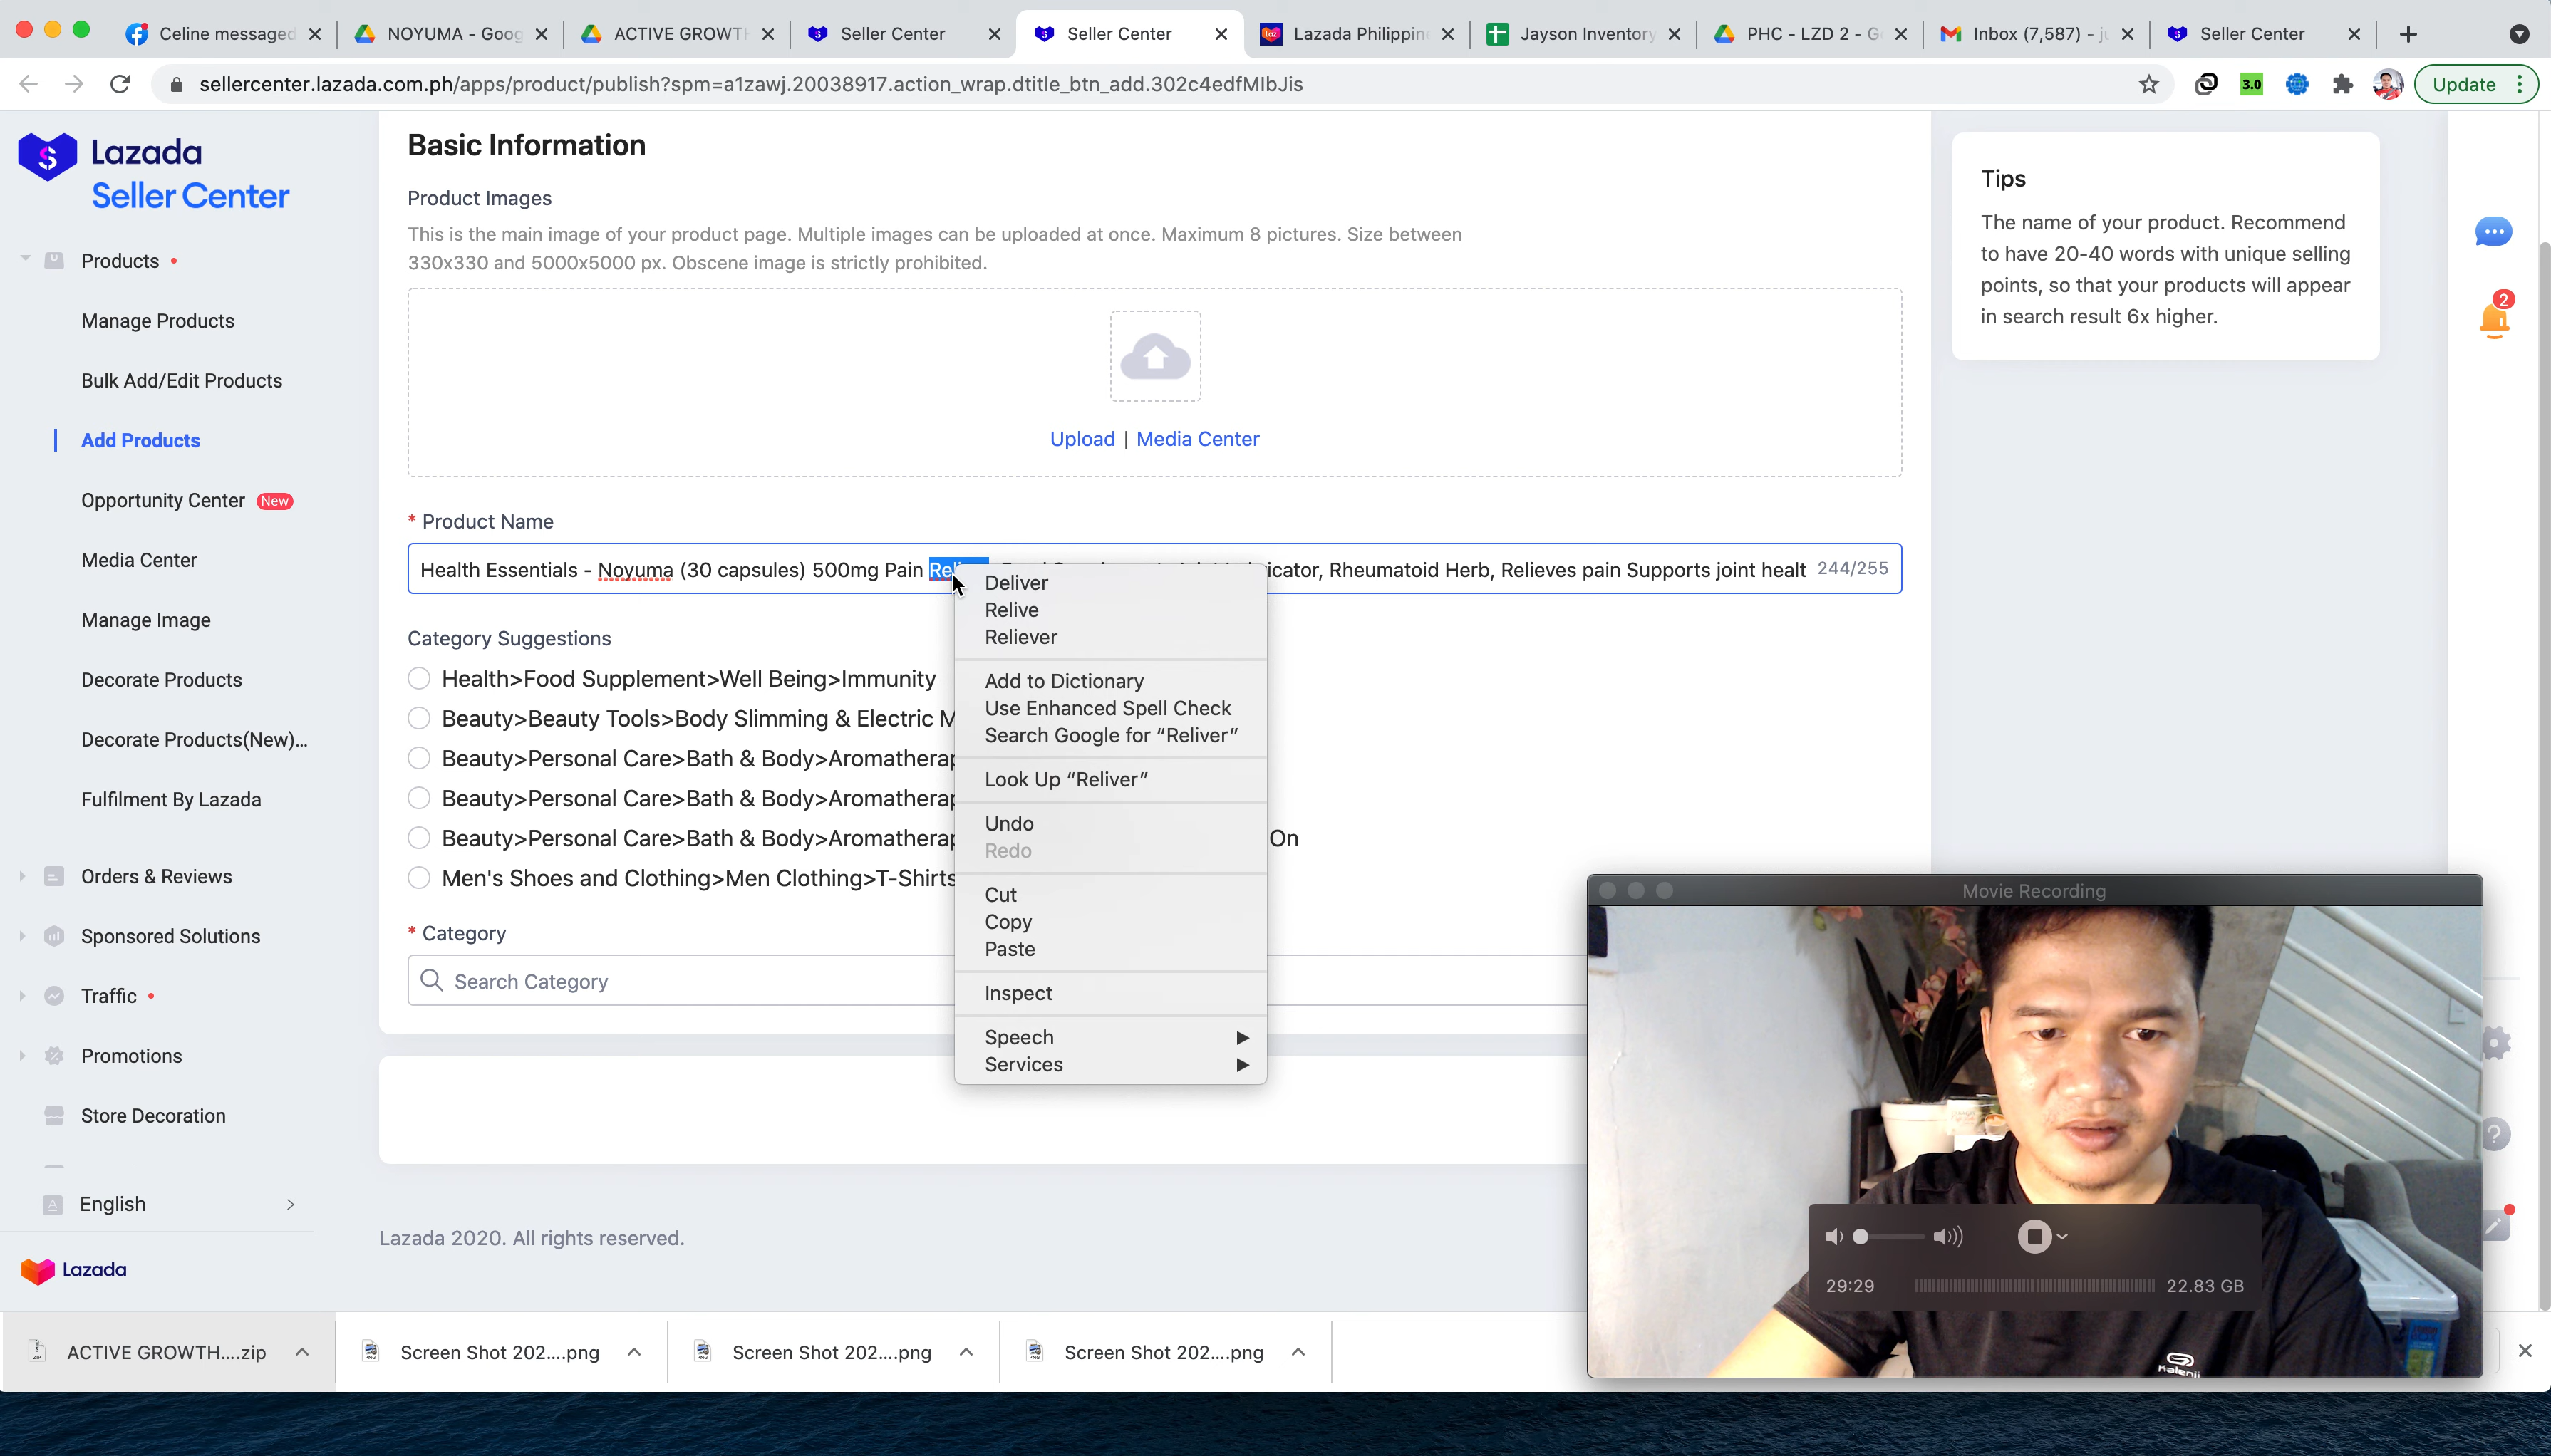 Celine messaged
NOYUMA - Goog
ACTIVE GROWTH
Seller Center
Seller Center
Lazada Philippin
Jayson Inventory
PHC - LZD 2 - G
Inbox (7,587) - ju
Seller Center
sellercenter.lazada.com.ph/apps/product/publish?spm=a1zawj.20038917.action_wrap.dtitle_btn_add.302c4edfMIbJis
3.0
Update
Lazada
Seller Center
Products
Manage Products
Bulk Add/Edit Products
Add Products
Opportunity Center New
Media Center
Manage Image
Decorate Products
Decorate Products(New)...
Fulfilment By Lazada
Orders & Reviews
Sponsored Solutions
Traffic
Promotions
Store Decoration
English
Lazada
Basic Information
Product Images
This is the main image of your product page. Multiple images can be uploaded at once. Maximum 8 pictures. Size between
330x330 and 5000x5000 px. Obscene image is strictly prohibited.
Upload | Media Center
* Product Name
Health Essentials - Noyuma (30 capsules) 500mg Pain icator, Rheumatoid Herb, Relieves pain Supports joint healt 244/255
Category Suggestions
Health>Food Supplement>Well Being>Immunity
Beauty>Beauty Tools>Body Slimming & Electric M
Beauty>Personal Care>Bath & Body>Aromatherap
Beauty>Personal Care>Bath & Body>Aromatherap
Beauty>Personal Care>Bath & Body>Aromatherap On
Men's Shoes and Clothing>Men Clothing>T-Shirts
* Category
Search Category
Lazada 2020. All rights reserved.
Deliver
Relive
Reliever
Add to Dictionary
Use Enhanced Spell Check
Search Google for “Reliver”
Look Up “Reliver”
Undo
Redo
Cut
Copy
Paste
Inspect
Speech
Services
Tips
The name of your product. Recommend
to have 20-40 words with unique selling
points, so that your products will appear
in search result 6x higher.
2
Movie Recording
29:29
22.83 GB
Kalenji
ACTIVE GROWTH....zip
Screen Shot 202....png
Screen Shot 202....png
Screen Shot 202....png